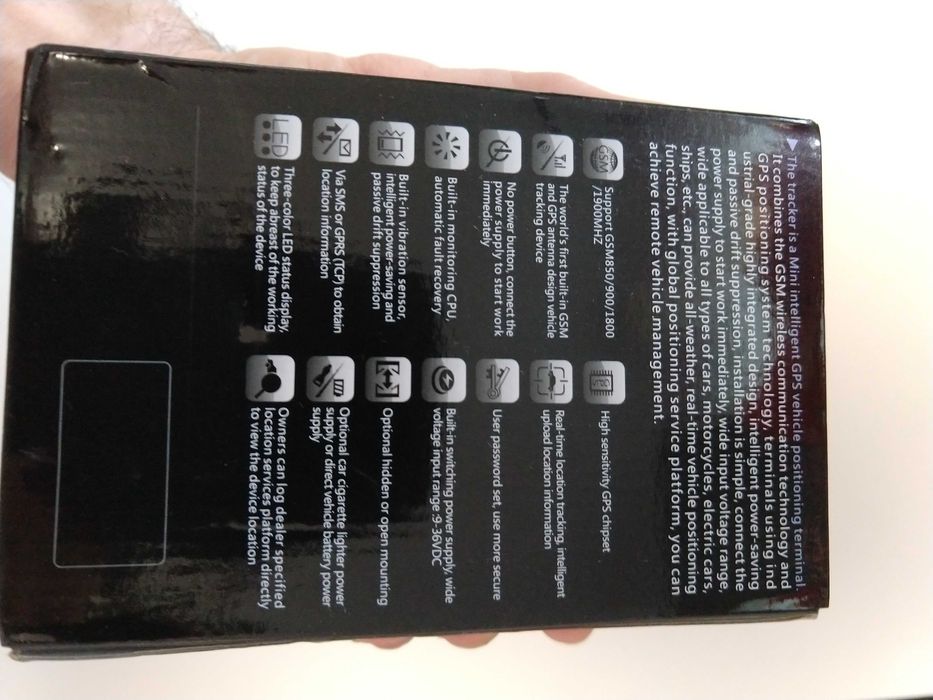 ▶ The tracker is a Mini intelligent GPS vehicle positioning terminal.
It combines the GSM wireless communication technology and
GPS positioning system technology, terminals using ind
ustrial-grade highly integrated design, intelligent power-saving
and passive drift suppression, installation is simple, connect the
power supply to start work immediately, wide input voltage range,
wide applicable to all types of cars, motorcycles, electric cars,
ships, etc., can provide all-weather, real-time vehicle positioning
function, with global positioning service platform, you can
achieve remote vehicle management.
GSM
Support GSM850/900/1800
/1900MHZ
The world's first built-in GSM
and GPS antenna design vehicle
tracking device
No power button, connect the
power supply to start work
immediately
Built-in monitoring CPU,
automatic fault recovery
Built-in vibration sensor,
intelligent power-saving and
passive drift suppression
Via SMS or GPRS (TCP) to obtain
location information
LED
Three-color LED status display,
to keep abreast of the working
status of the device
High sensitivity GPS chipset
Real-time location tracking, intelligent
upload location information
User password set, use more secure
Built-in switching power supply, wide
voltage input range :9-36VDC
Optional hidden or open mounting
Optional car cigarette lighter power
supply or direct vehicle battery power
supply
Owners can log dealer specified
location services platform directly
to view the device location